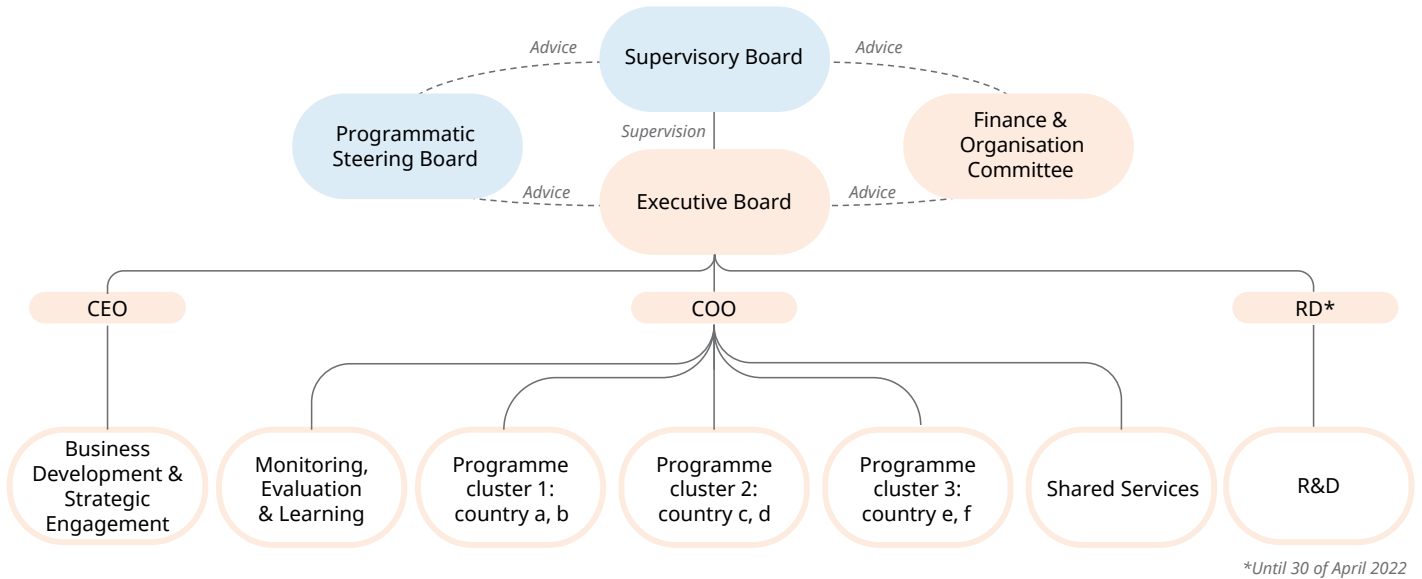 Advice
Supervisory Board
Advice
Programmatic
Steering Board
Supervision
Finance &
Organisation
Committee
Advice
Executive Board
Advice
CEO
COO
RD*
Business
Development &
Strategic
Engagement
Monitoring,
Evaluation
& Learning
Programme
cluster 1:
country a, b
Programme
cluster 2:
country c, d
Programme
cluster 3:
country e, f
Shared Services
R&D
*Until 30 of April 2022